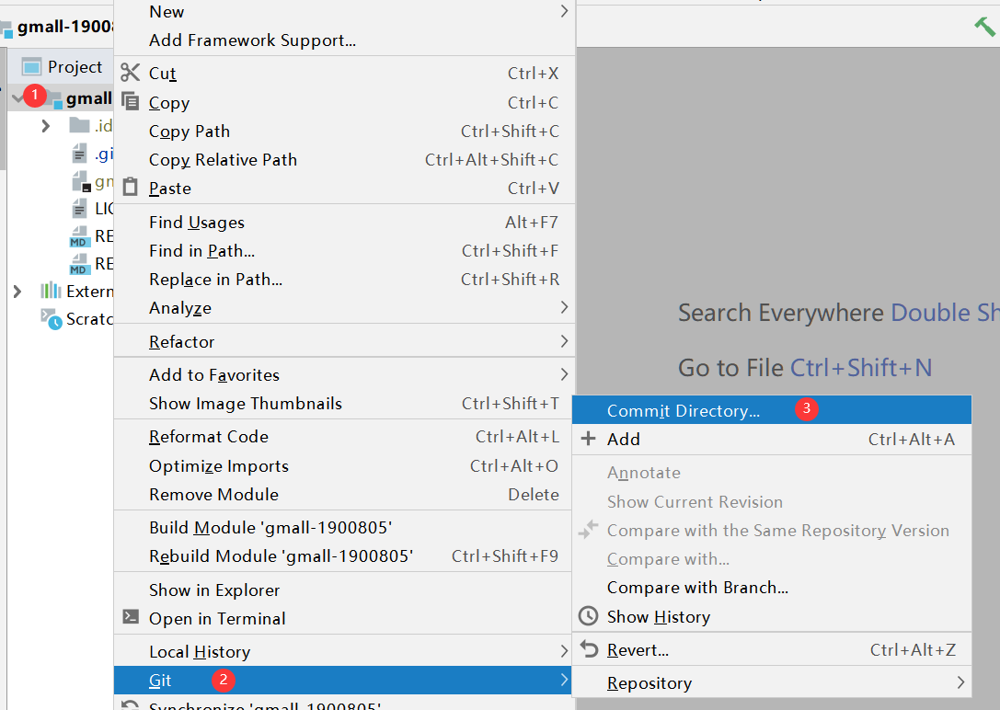 gmall-1900
Project
1
gmall
.id
.gi
gm
LIC
RE
RE
Extern
Scratc
New
Add Framework Support...
Cut Ctrl+X
Copy Ctrl+C
Copy Path Ctrl+Shift+C
Copy Relative Path Ctrl+Alt+Shift+C
Paste Ctrl+V
Find Usages Alt+F7
Find in Path... Ctrl+Shift+F
Replace in Path... Ctrl+Shift+R
Analyze
Refactor
Add to Favorites
Show Image Thumbnails Ctrl+Shift+T
Reformat Code Ctrl+Alt+L
Optimize Imports Ctrl+Alt+O
Remove Module Delete
Build Module 'gmall-1900805'
Rebuild Module 'gmall-1900805' Ctrl+Shift+F9
Show in Explorer
Open in Terminal
Local History
Git 2
Synchronize 'gmall-1900805'
Search Everywhere Double Sh
Go to File Ctrl+Shift+N
Commit Directory... 3
Add Ctrl+Alt+A
Annotate
Show Current Revision
Compare with the Same Repository Version
Compare with...
Compare with Branch...
Show History
Revert... Ctrl+Alt+Z
Repository
MD
MD